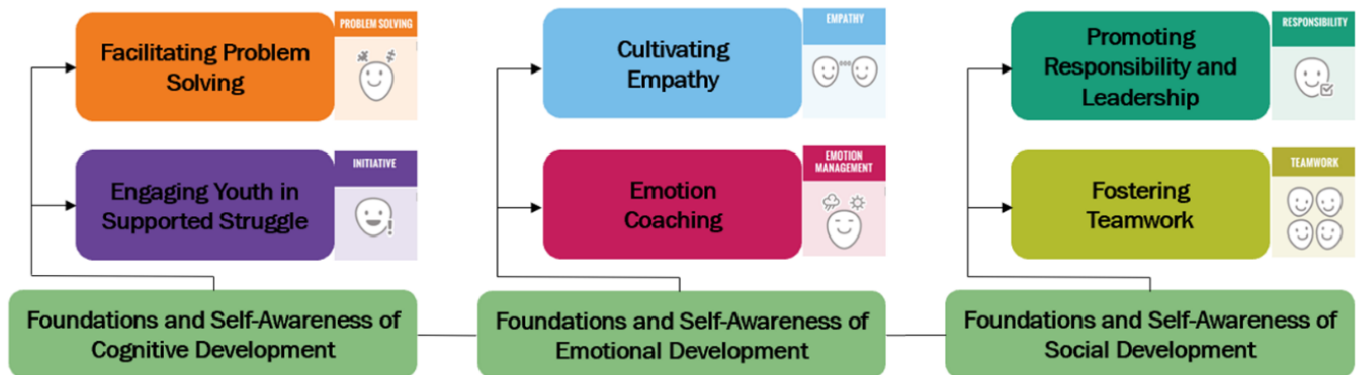 PROBLEM SOLVING
Facilitating Problem
Solving
EMPATHY
Cultivating
Empathy
RESPONSIBILITY
Promoting
Responsibility and
Leadership
INITIATIVE
Engaging Youth in
Supported Struggle
EMOTION
MANAGEMENT
Emotion
Coaching
TEAMWORK
Fostering
Teamwork
Foundations and Self-Awareness of
Cognitive Development
Foundations and Self-Awareness of
Emotional Development
Foundations and Self-Awareness of
Social Development